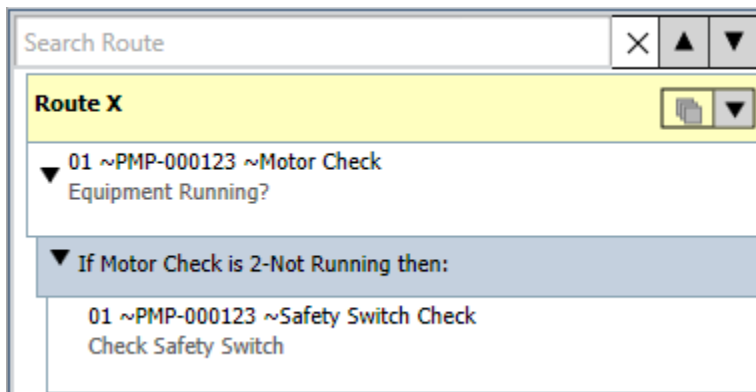 Search Route
Route X
01 ~PMP-000123 ~Motor Check
Equipment Running?
If Motor Check is 2-Not Running then:
01 ~PMP-000123 ~Safety Switch Check
Check Safety Switch